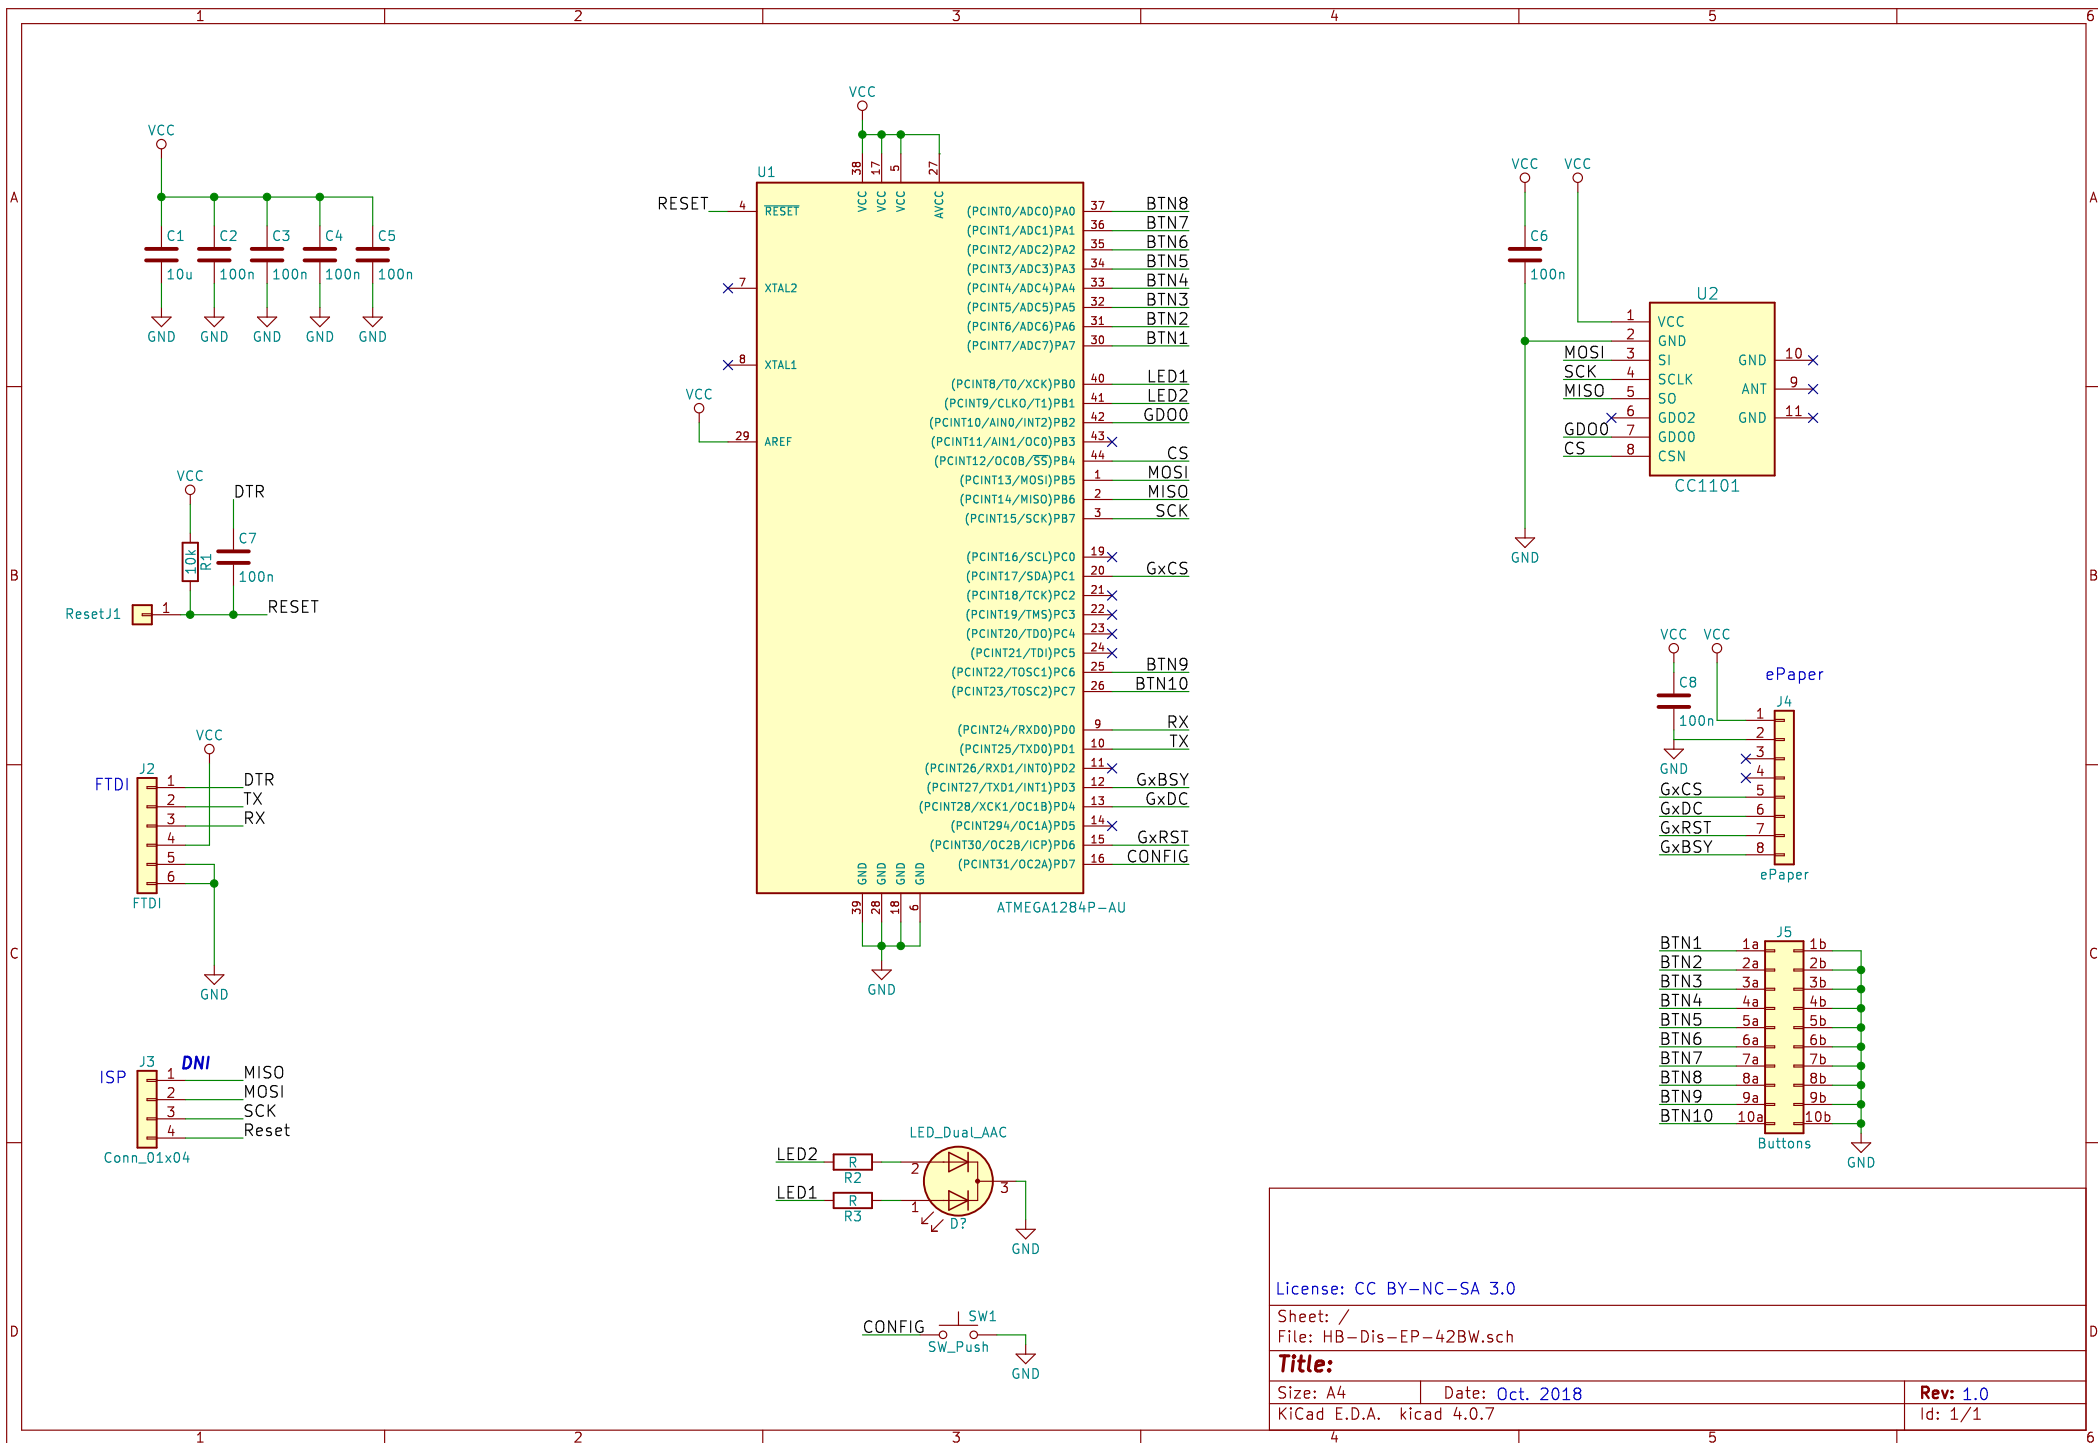 1 2 3 4 5 6
A A
B B
C C
D D
VCC
C1 C2 C3 C4 C5
10u 100n 100n 100n 100n
GND GND GND GND GND
VCC
DTR
10k
R1
C7
100n
ResetJ1 1 RESET
VCC
J2
FTDI
1 DTR
2 TX
3 RX
4
5
6
FTDI
GND
J3 DNI
ISP
1 MISO
2 MOSI
3 SCK
4 Reset
Conn_01x04
VCC
U1
38 17 5 27
VCC VCC VCC AVCC
RESET 4 RESET
7 XTAL2
8 XTAL1
VCC
29 AREF
(PCINT0/ADC0)PA0 37 BTN8
(PCINT1/ADC1)PA1 36 BTN7
(PCINT2/ADC2)PA2 35 BTN6
(PCINT3/ADC3)PA3 34 BTN5
(PCINT4/ADC4)PA4 33 BTN4
(PCINT5/ADC5)PA5 32 BTN3
(PCINT6/ADC6)PA6 31 BTN2
(PCINT7/ADC7)PA7 30 BTN1
(PCINT8/T0/XCK)PB0 40 LED1
(PCINT9/CLKO/T1)PB1 41 LED2
(PCINT10/AIN0/INT2)PB2 42 GDO0
(PCINT11/AIN1/OC0)PB3 43
(PCINT12/OC0B/SS)PB4 44 CS
(PCINT13/MOSI)PB5 1 MOSI
(PCINT14/MISO)PB6 2 MISO
(PCINT15/SCK)PB7 3 SCK
(PCINT16/SCL)PC0 19
(PCINT17/SDA)PC1 20 GxCS
(PCINT18/TCK)PC2 21
(PCINT19/TMS)PC3 22
(PCINT20/TDO)PC4 23
(PCINT21/TDI)PC5 24
(PCINT22/TOSC1)PC6 25 BTN9
(PCINT23/TOSC2)PC7 26 BTN10
(PCINT24/RXD0)PD0 9 RX
(PCINT25/TXD0)PD1 10 TX
(PCINT26/RXD1/INT0)PD2 11
(PCINT27/TXD1/INT1)PD3 12 GxBSY
(PCINT28/XCK1/OC1B)PD4 13 GxDC
(PCINT294/OC1A)PD5 14
(PCINT30/OC2B/ICP)PD6 15 GxRST
(PCINT31/OC2A)PD7 16 CONFIG
GND GND GND GND
39 28 18 6
ATMEGA1284P-AU
GND
LED_Dual_AAC
LED2 R 2
R2
LED1 R 1 3
R3
D?
GND
CONFIG SW1
SW_Push
GND
VCC VCC
C6
100n
U2
1 VCC
2 GND
MOSI 3 SI GND 10
SCK 4 SCLK
MISO 5 SO ANT 9
6 GDO2 GND 11
GDO0 7 GDO0
CS 8 CSN
CC1101
GND
VCC VCC
ePaper
C8 J4
100n 1
2
3
GND 4
GxCS 5
GxDC 6
GxRST 7
GxBSY 8
ePaper
J5
BTN1 1a 1b
BTN2 2a 2b
BTN3 3a 3b
BTN4 4a 4b
BTN5 5a 5b
BTN6 6a 6b
BTN7 7a 7b
BTN8 8a 8b
BTN9 9a 9b
BTN10 10a 10b
Buttons
GND
License: CC BY-NC-SA 3.0
Sheet: /
File: HB-Dis-EP-42BW.sch
Title:
Size: A4 Date: Oct. 2018 Rev: 1.0
KiCad E.D.A. kicad 4.0.7 Id: 1/1
1 2 3 4 5 6